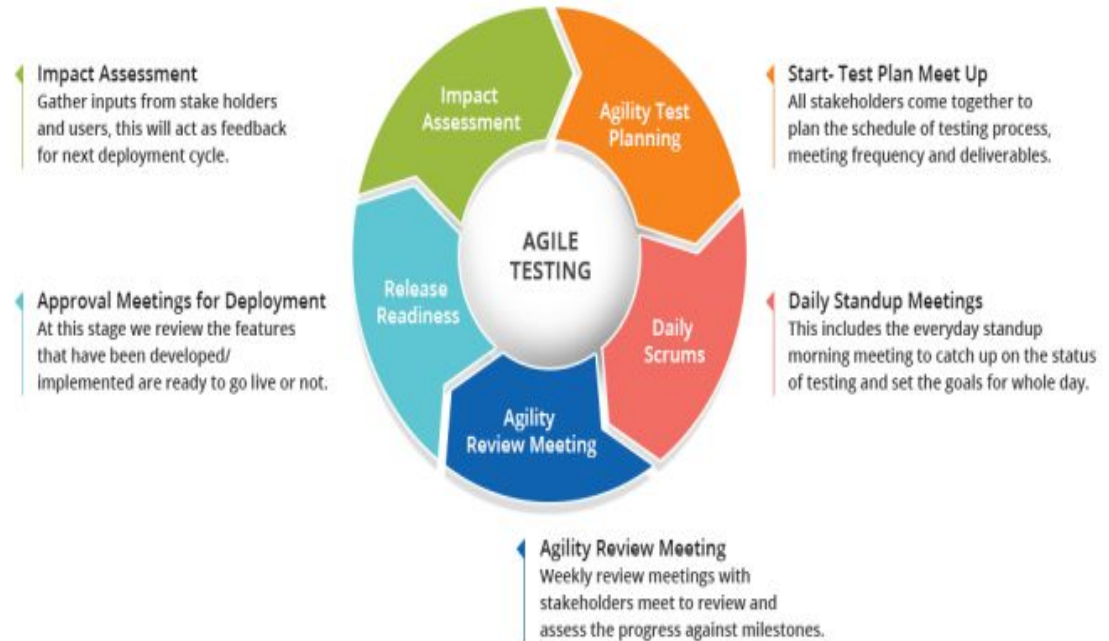 Impact Assessment
Gather inputs from stake holders
and users, this will act as feedback
for next deployment cycle.
Approval Meetings for Deployment
At this stage we review the features
that have been developed/
implemented are ready to go live or not.
Impact
Assessment
Agility Test
Planning
AGILE
TESTING
Release
Readiness
Daily
Scrums
Agility
Review Meeting
Start- Test Plan Meet Up
All stakeholders come together to
plan the schedule of testing process,
meeting frequency and deliverables.
Daily Standup Meetings
This includes the everyday standup
morning meeting to catch up on the status
of testing and set the goals for whole day.
Agility Review Meeting
Weekly review meetings with
stakeholders meet to review and
assess the progress against milestones.